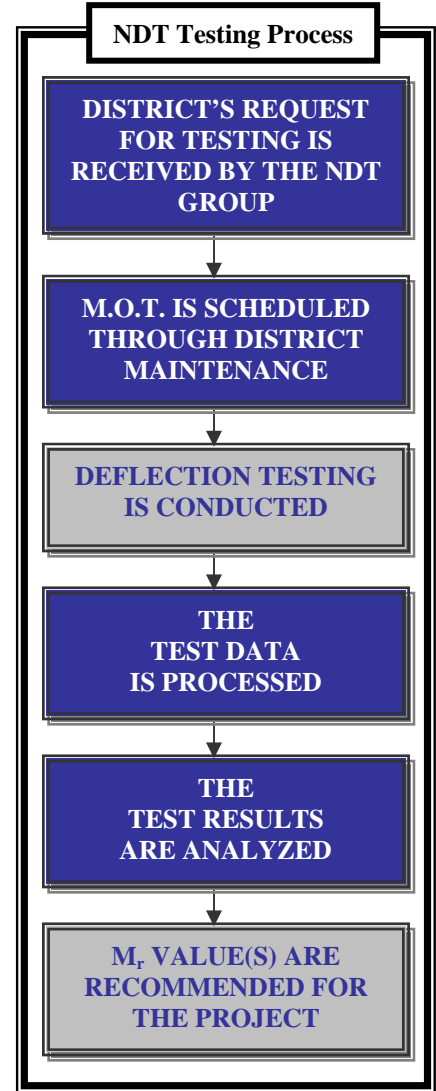 NDT Testing Process
DISTRICT'S REQUEST
FOR TESTING IS
RECEIVED BY THE NDT
GROUP
M.O.T. IS SCHEDULED
THROUGH DISTRICT
MAINTENANCE
DEFLECTION TESTING
IS CONDUCTED
THE
TEST DATA
IS PROCESSED
THE
TEST RESULTS
ARE ANALYZED
Mr VALUE(S) ARE
RECOMMENDED FOR
THE PROJECT